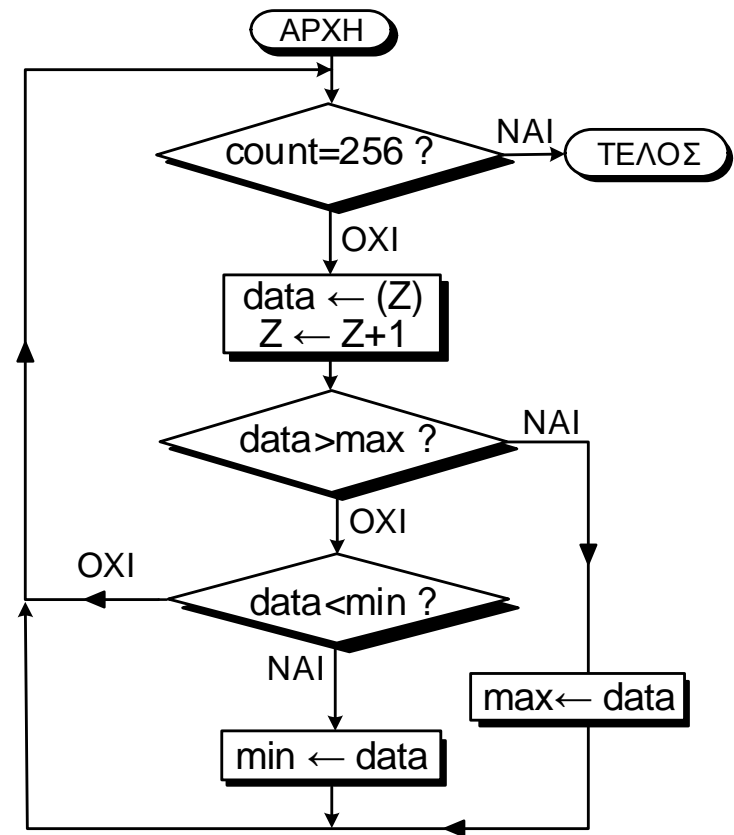 ΑΡΧΗ
count=256 ?
ΝΑΙ
ΤΕΛΟΣ
ΟΧΙ
data ← (Z)
Z ← Z+1
data>max ?
ΝΑΙ
ΟΧΙ
ΟΧΙ
data<min ?
ΝΑΙ
max← data
min ← data